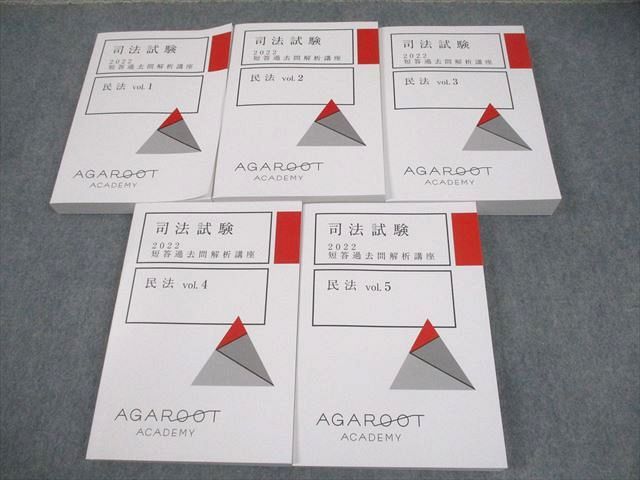 司法試験
2022
短答過去問解析講座
民法 vol. 1
AGAROOT
ACADEMY
司法試験
2022
短答過去問解析講座
民法 vol. 2
AGAROOT
ACADEMY
司法試験
2022
短答過去問解析講座
民法 vol. 3
AGAROOT
ACADEMY
司法試験
2022
短答過去問解析講座
民法 vol. 4
AGAROOT
ACADEMY
司法試験
2022
短答過去問解析講座
民法 vol. 5
AGAROOT
ACADEMY